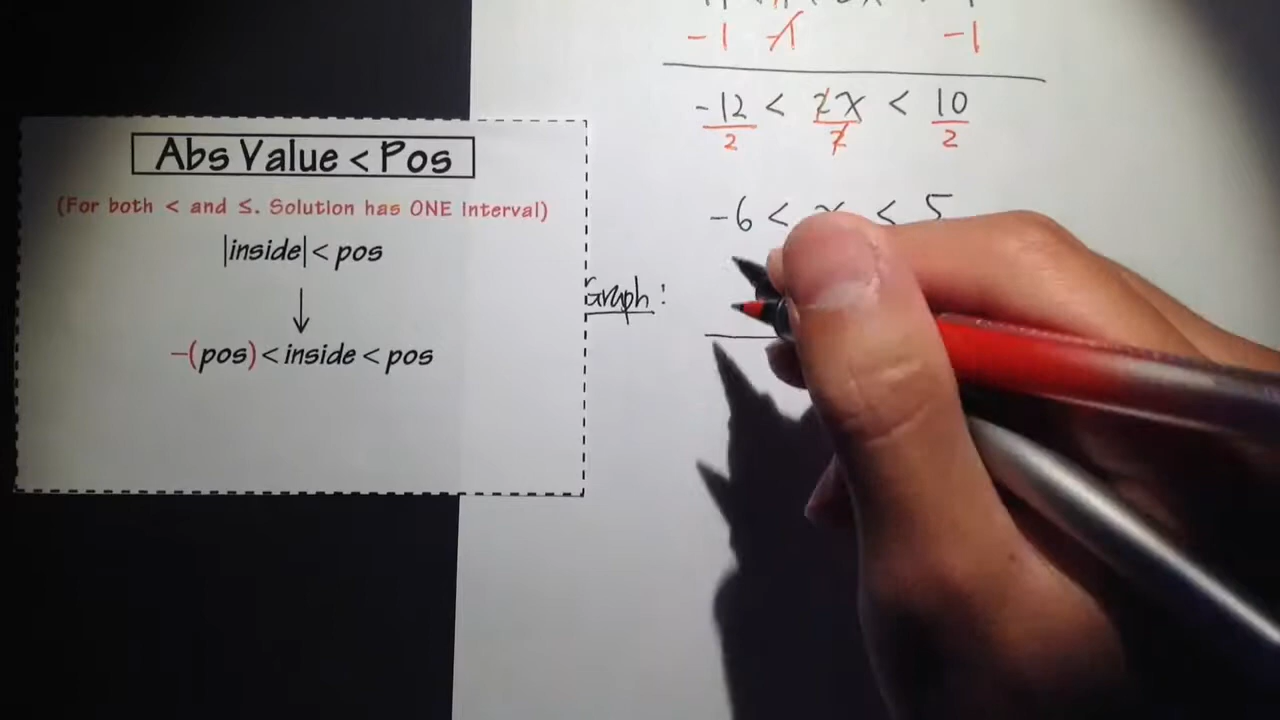 Abs Value < Pos
(For both < and ≤. Solution has ONE Interval)
|inside| < pos
↓
-(pos) < inside < pos
-1 -1 -1
-12 < 2x < 10
2 2 2
-6 < x < 5
Graph: